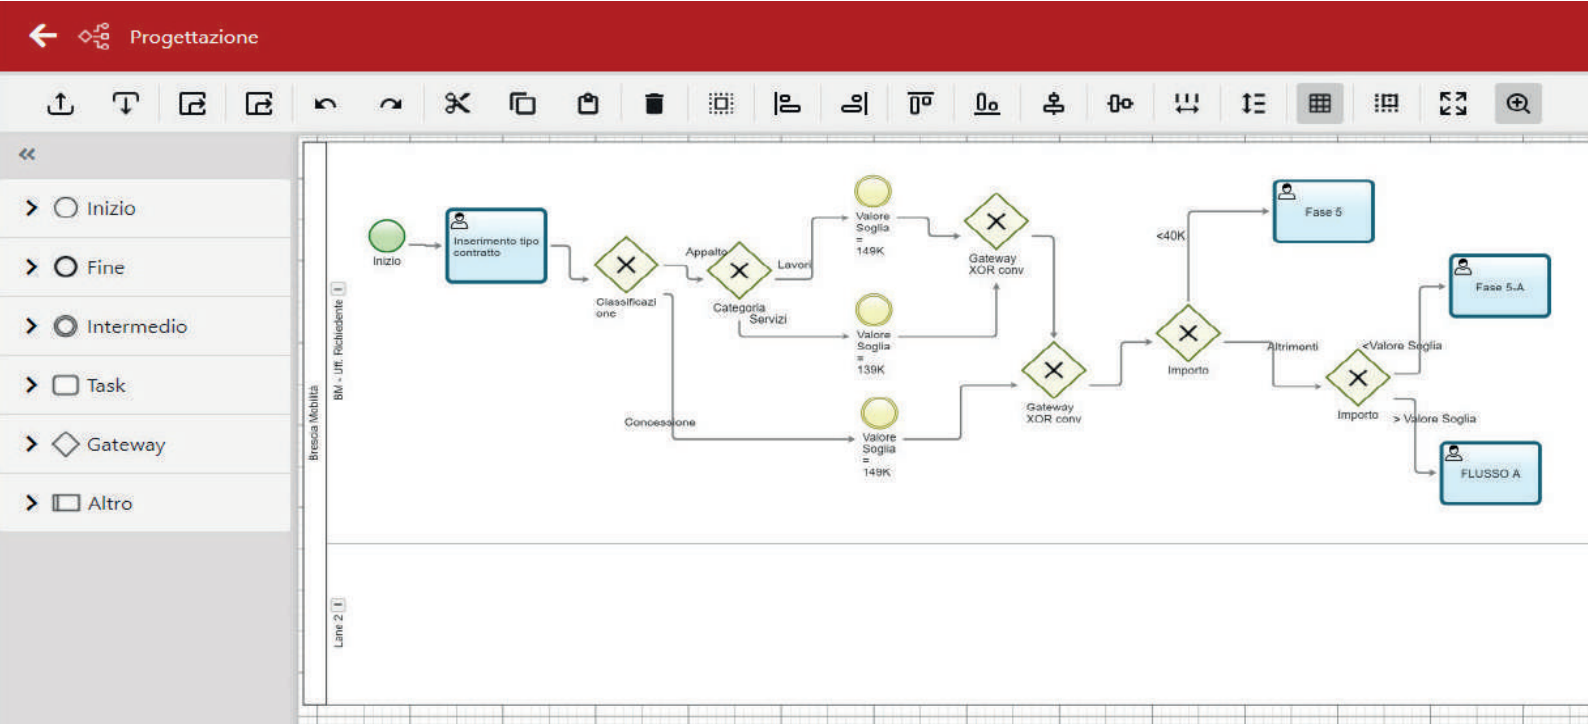 Progettazione
Inizio
Fine
Intermedio
Task
Gateway
Altro
Brescia Mobilità
BM - Uff. Richiedente
Lane 2
Inizio
Inserimento tipo
contratto
Classificazi
one
Appalto
Categoria
Lavori
Servizi
Concessione
Valore
Soglia
=
149K
Valore
Soglia
=
139K
Valore
Soglia
=
149K
Gateway
XOR conv
Gateway
XOR conv
Importo
<40K
Fase 5
Altrimenti
Importo
<Valore Soglia
Fase 5-A
> Valore Soglia
FLUSSO A